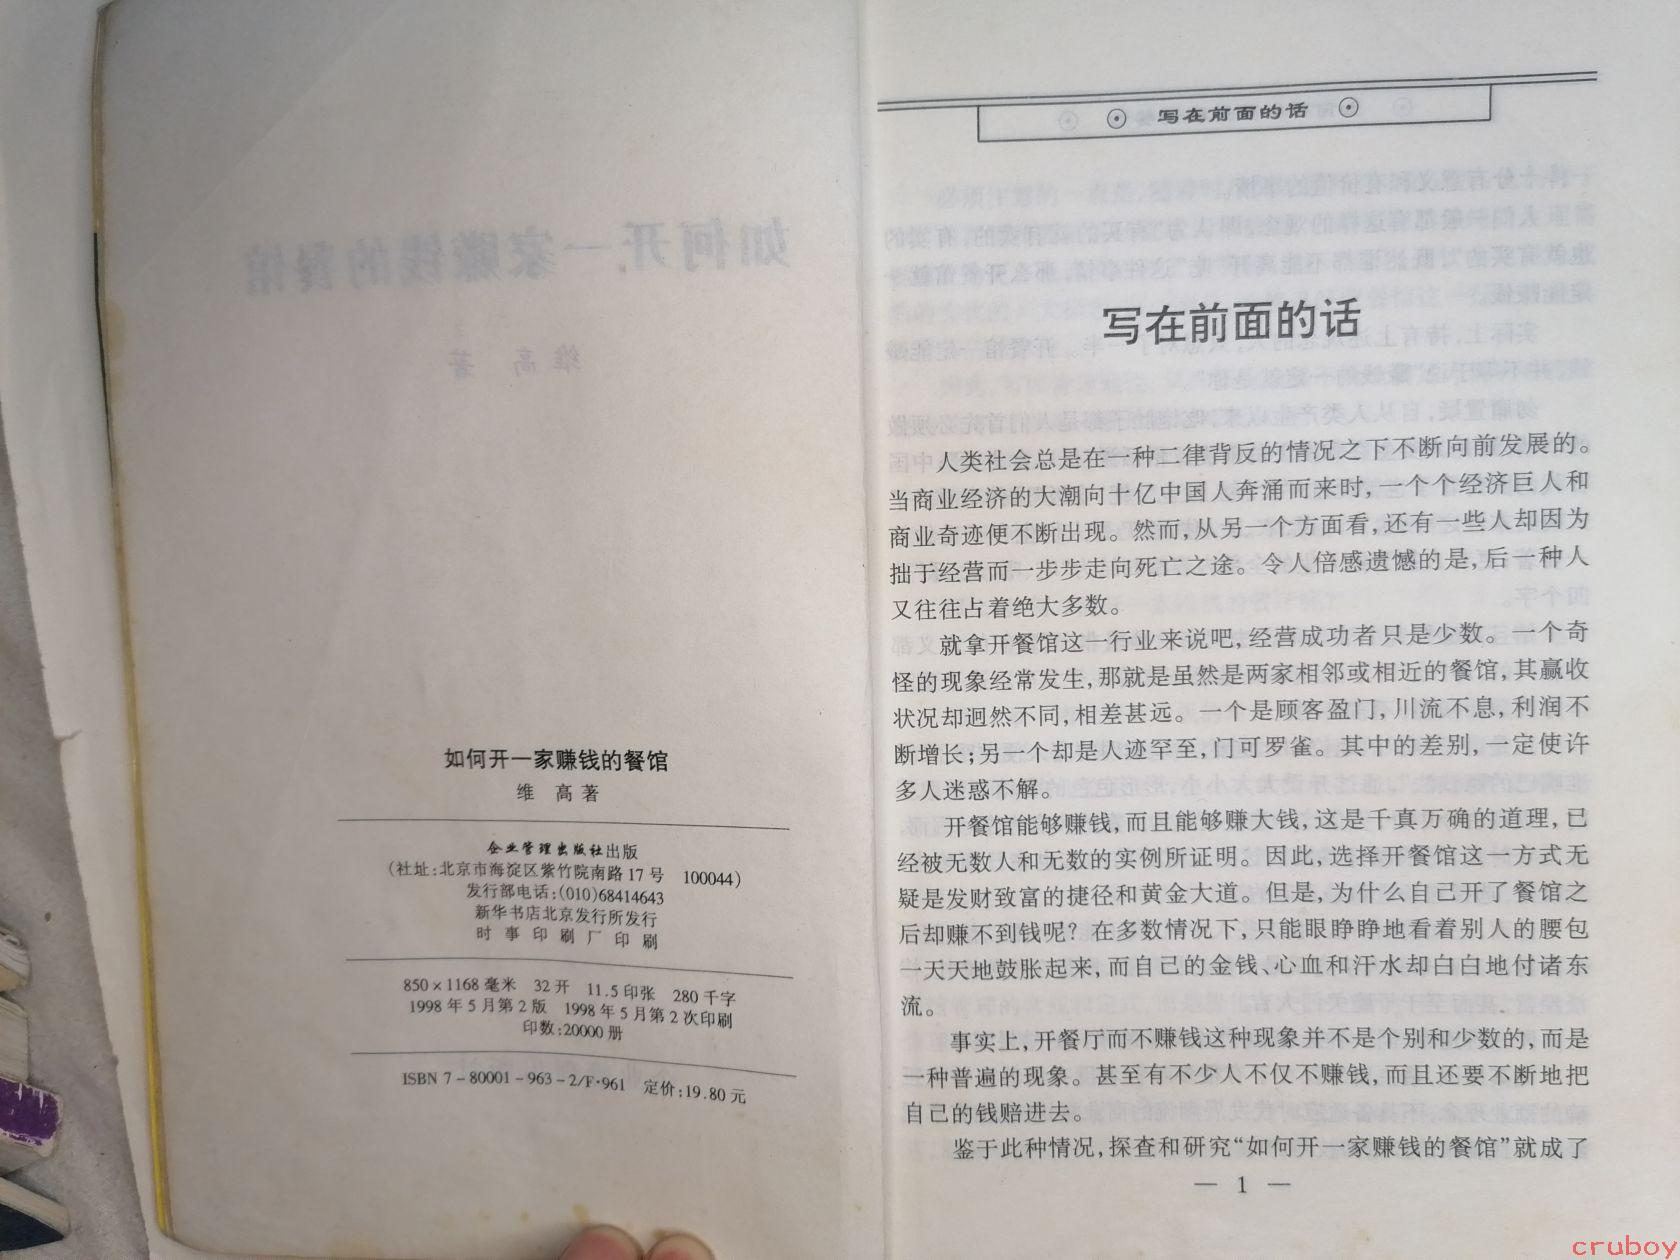 如何开一家赚钱的餐馆
维 高 著
企业管理出版社出版
(社址:北京市海淀区紫竹院南路17号 100044)
发行部电话:(010)68414643
新华书店北京发行所发行
时事印刷厂印刷
850×1168毫米 32开 11.5印张 280千字
1998年5月第2版 1998年5月第2次印刷
印数:20000册
ISBN 7-80001-963-2/F·961 定价:19.80元
写在前面的话
写在前面的话
人类社会总是在一种二律背反的情况之下不断向前发展的。
当商业经济的大潮向十亿中国人奔涌而来时,一个个经济巨人和
商业奇迹便不断出现。然而,从另一个方面看,还有一些人却因为
拙于经营而一步步走向死亡之途。令人倍感遗憾的是,后一种人
又往往占着绝大多数。
就拿开餐馆这一行业来说吧,经营成功者只是少数。一个奇
怪的现象经常发生,那就是虽然是两家相邻或相近的餐馆,其赢收
状况却迥然不同,相差甚远。一个是顾客盈门,川流不息,利润不
断增长;另一个却是人迹罕至,门可罗雀。其中的差别,一定使许
多人迷惑不解。
开餐馆能够赚钱,而且能够赚大钱,这是千真万确的道理,已
经被无数人和无数的实例所证明。因此,选择开餐馆这一方式无
疑是发财致富的捷径和黄金大道。但是,为什么自己开了餐馆之
后却赚不到钱呢?在多数情况下,只能眼睁睁地看着别人的腰包
一天天地鼓胀起来,而自己的金钱、心血和汗水却白白地付诸东
流。
事实上,开餐厅而不赚钱这种现象并不是个别和少数的,而是
一种普遍的现象。甚至有不少人不仅不赚钱,而且还要不断地把
自己的钱赔进去。
鉴于此种情况,探查和研究“如何开一家赚钱的餐馆”就成了
— 1 —
cruboy